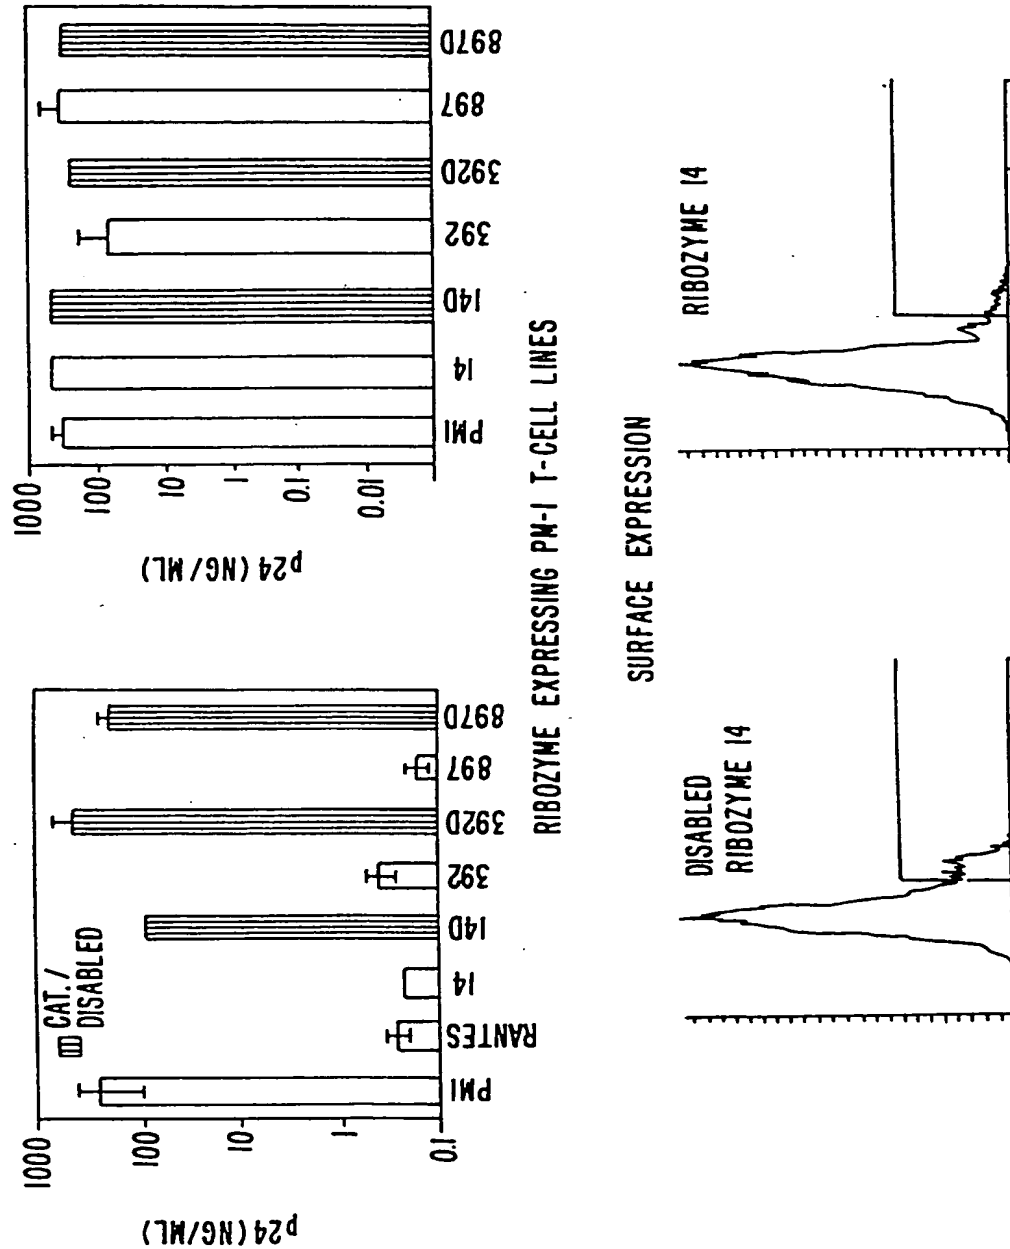 1000
100
10
1
0.1
p24 (NG/ML)
CAT./
DISABLED
PM1
RANTES
14
14D
392
392D
897
897D
1000
100
10
1
0.1
0.01
p24 (NG/ML)
PM1
14
14D
392
392D
897
897D
RIBOZYME EXPRESSING PM-1 T-CELL LINES
SURFACE EXPRESSION
DISABLED
RIBOZYME 14
RIBOZYME 14